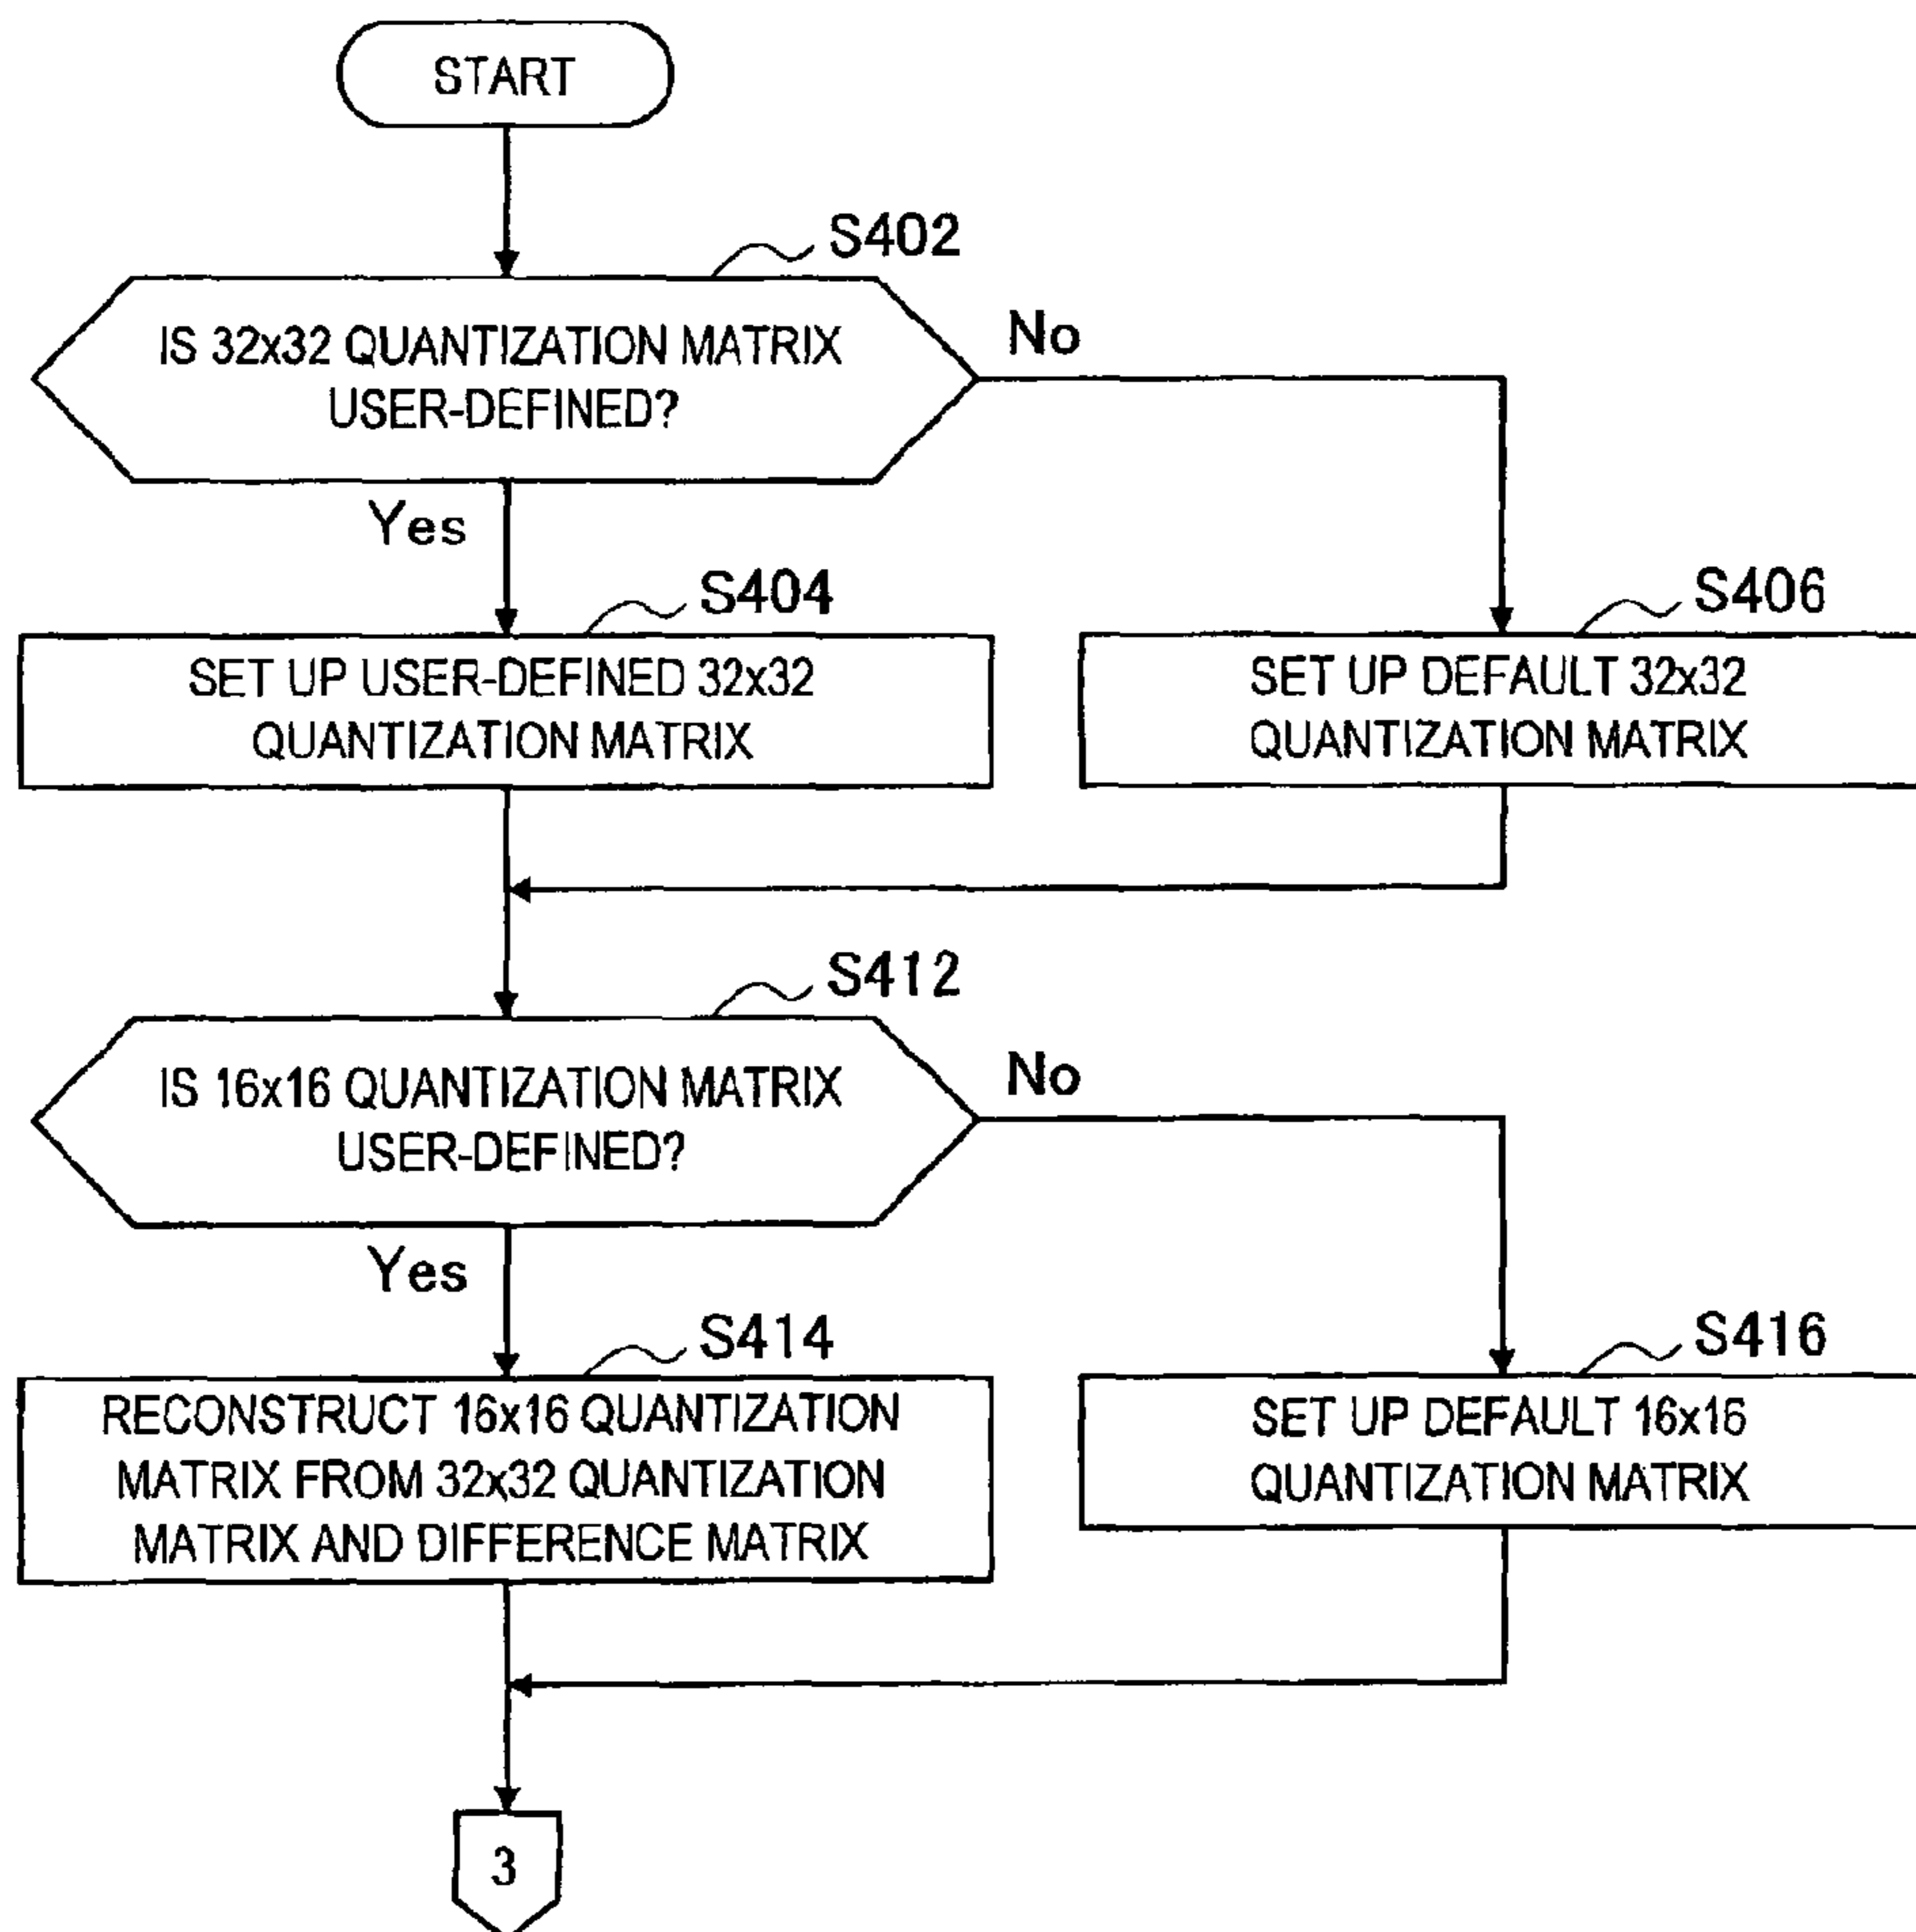 START
S402
IS 32x32 QUANTIZATION MATRIX
USER-DEFINED?
No
Yes
S404
SET UP USER-DEFINED 32x32
QUANTIZATION MATRIX
S406
SET UP DEFAULT 32x32
QUANTIZATION MATRIX
S412
IS 16x16 QUANTIZATION MATRIX
USER-DEFINED?
No
Yes
S414
RECONSTRUCT 16x16 QUANTIZATION
MATRIX FROM 32x32 QUANTIZATION
MATRIX AND DIFFERENCE MATRIX
S416
SET UP DEFAULT 16x16
QUANTIZATION MATRIX
3